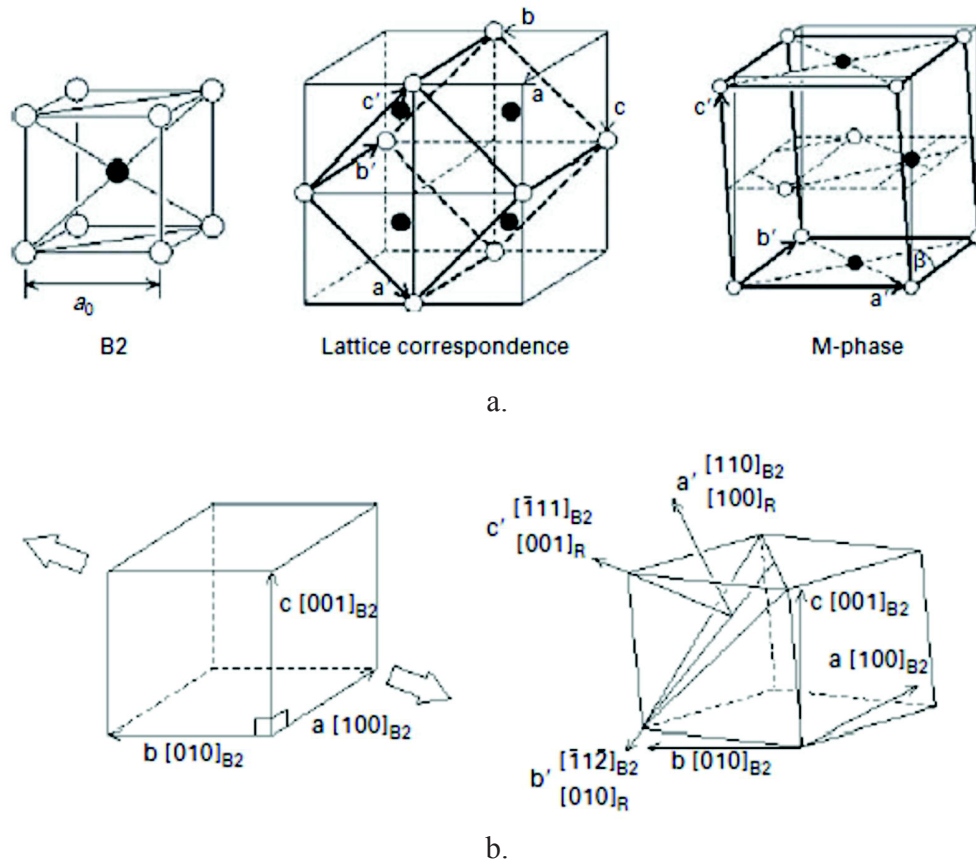 b
c'
a
c
b'
a'
c'
b'
β
a'
a₀
B2
Lattice correspondence
M-phase
a.
a' [110]B2
[100]R
c' [1̄11]B2
[001]R
c [001]B2
c [001]B2
a [100]B2
a [100]B2
b [010]B2
b' [1̄12̄]B2
[010]R
b [010]B2
b.